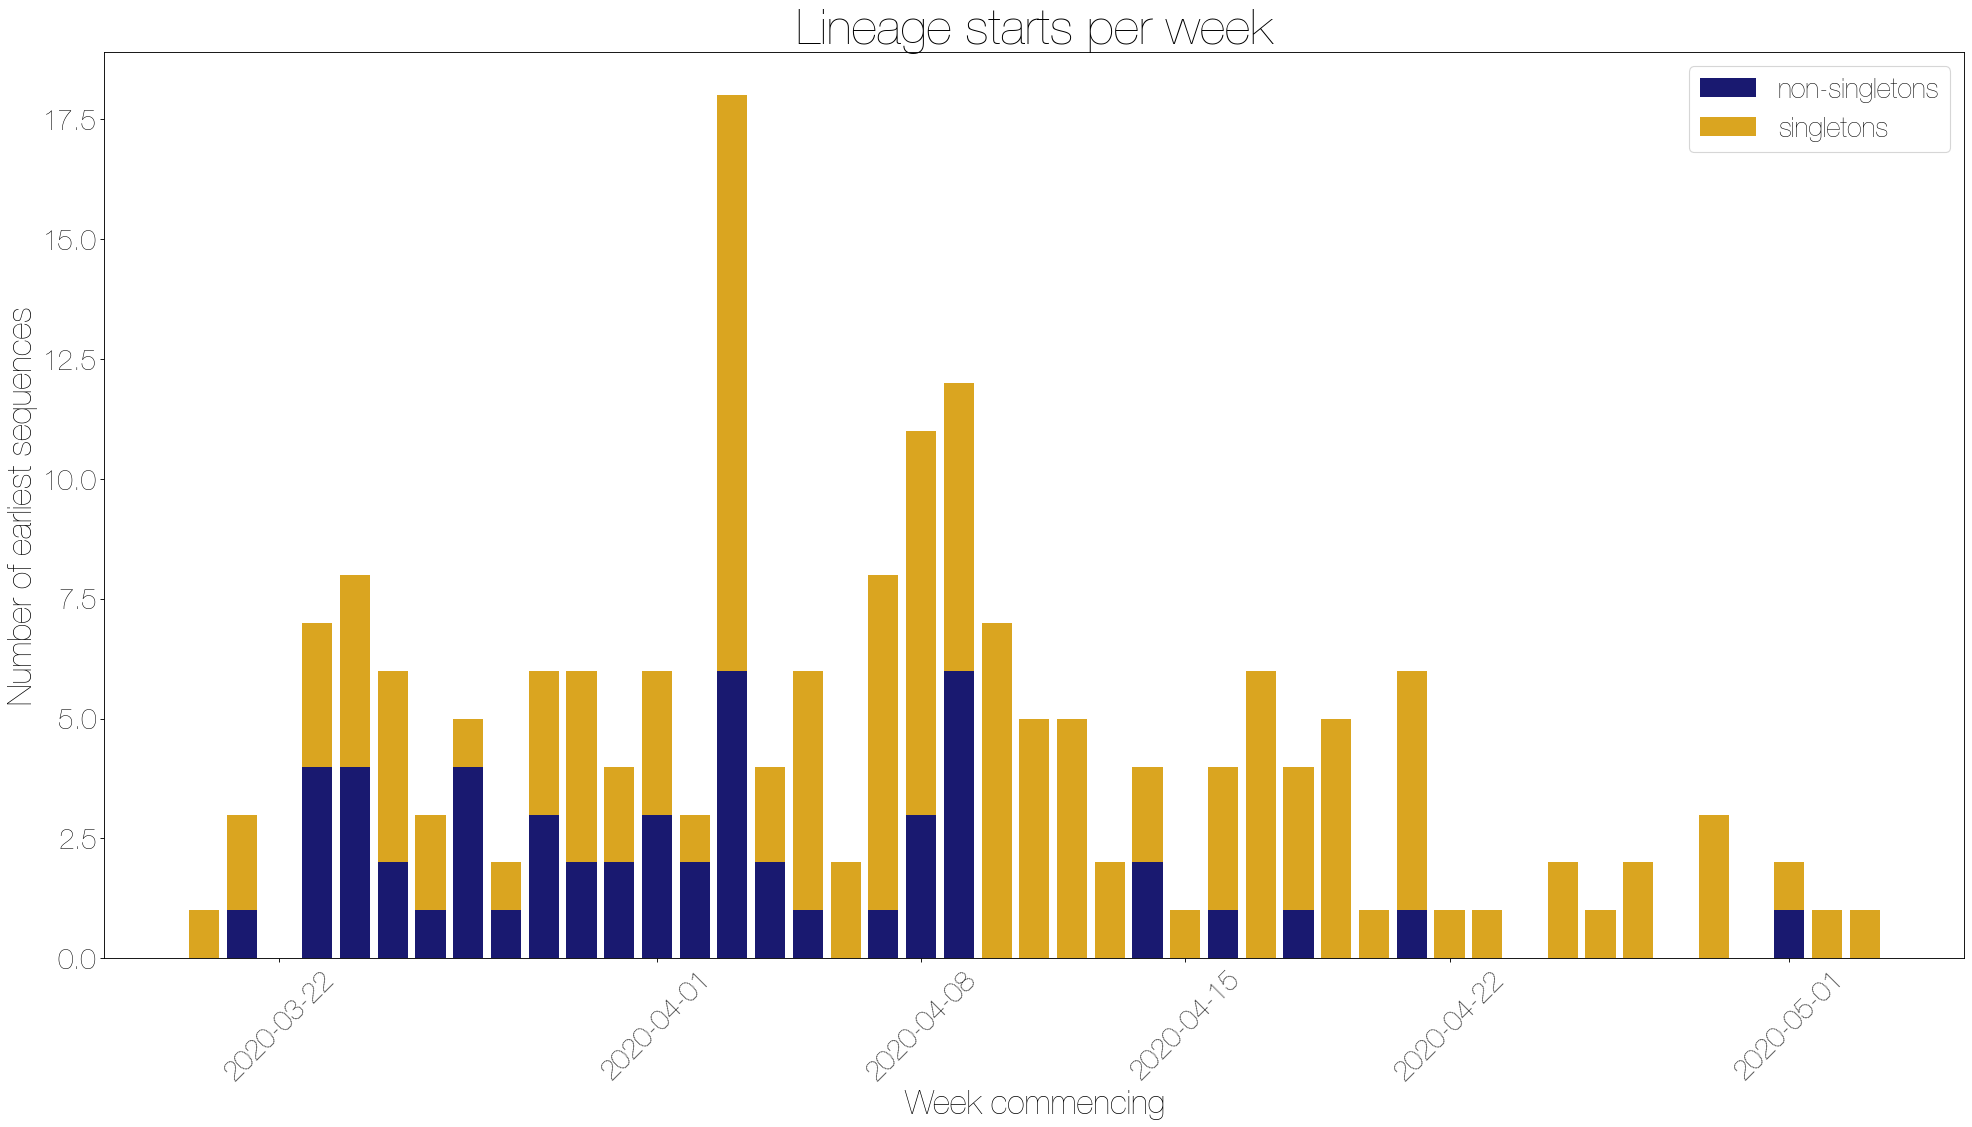 Lineage starts per week
non-singletons
singletons
Number of earliest sequences
17.5
15.0
12.5
10.0
7.5
5.0
2.5
0.0
2020-03-22
2020-04-01
2020-04-08
2020-04-15
2020-04-22
2020-05-01
Week commencing